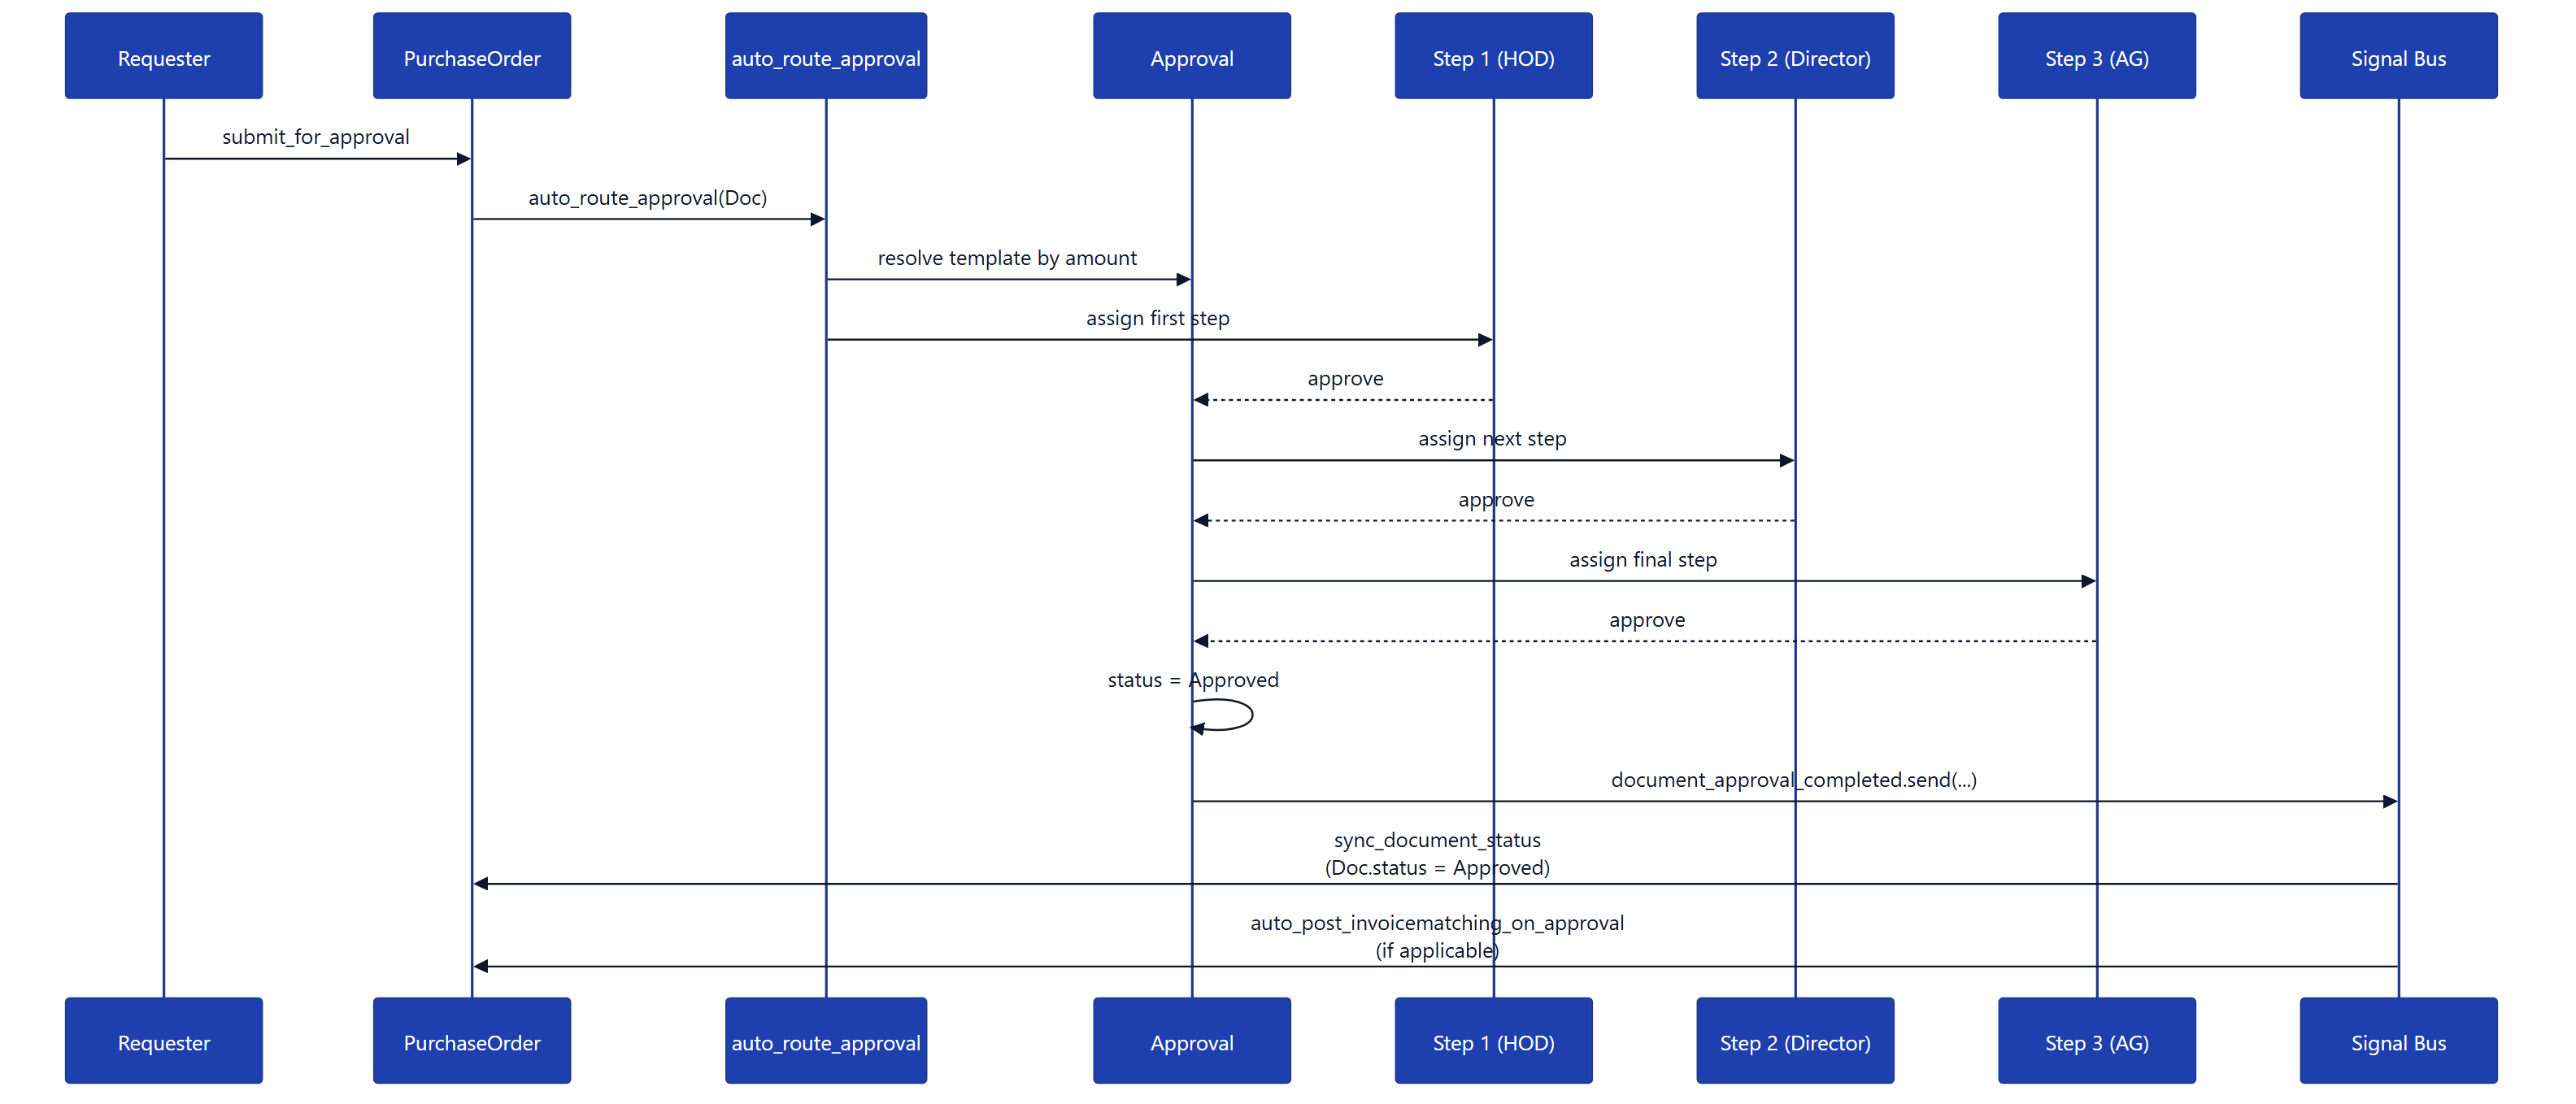 Requester
PurchaseOrder
auto_route_approval
Approval
Step 1 (HOD)
Step 2 (Director)
Step 3 (AG)
Signal Bus
submit_for_approval
auto_route_approval(Doc)
resolve template by amount
assign first step
approve
assign next step
approve
assign final step
approve
status = Approved
document_approval_completed.send(...)
sync_document_status
(Doc.status = Approved)
auto_post_invoicematching_on_approval
(if applicable)
Requester
PurchaseOrder
auto_route_approval
Approval
Step 1 (HOD)
Step 2 (Director)
Step 3 (AG)
Signal Bus